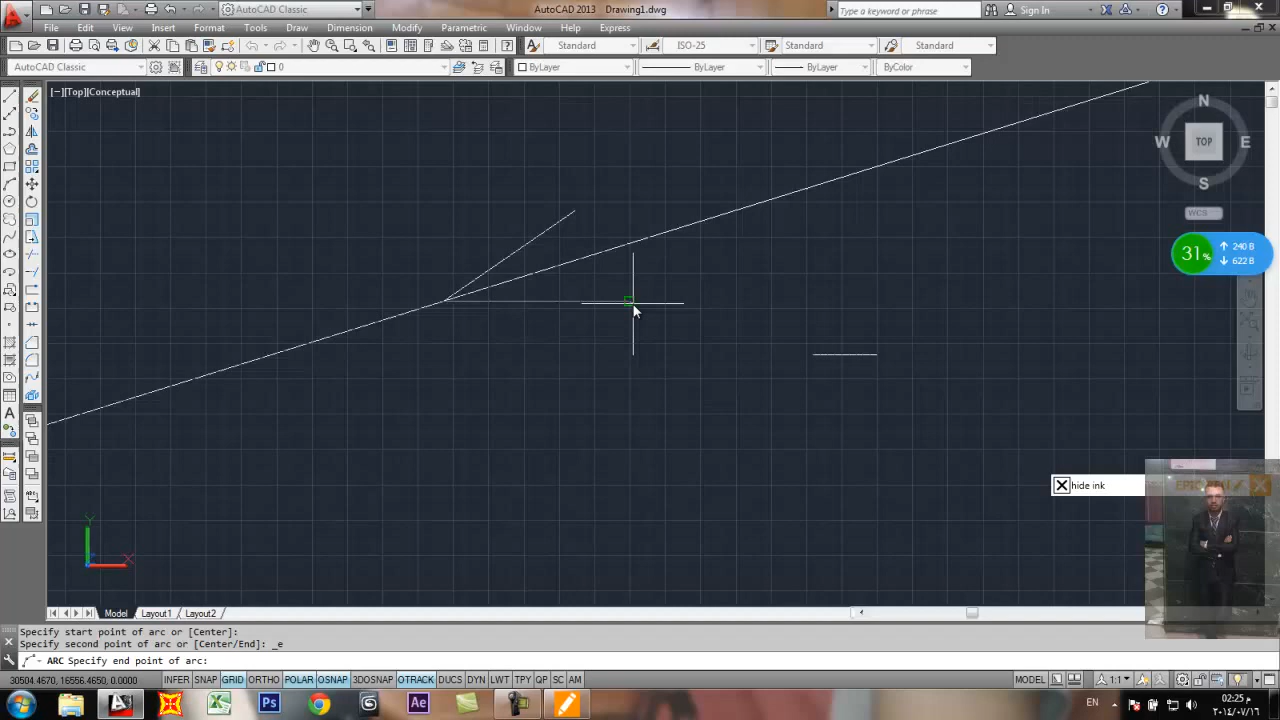 AutoCAD Classic
AutoCAD 2013 Drawing1.dwg
Type a keyword or phrase
Sign In
File Edit View Insert Format Tools Draw Dimension Modify Parametric Window Help Express
Standard ISO-25 Standard Standard
AutoCAD Classic 0 ByLayer ByLayer ByLayer ByColor
[−][Top][Conceptual]
N
W TOP E
S
WCS
31% 240 B
622 B
hide ink
Y
X
Model Layout1 Layout2
Specify start point of arc or [Center]:
Specify second point of arc or [Center/End]: _e
ARC Specify end point of arc:
30504.4670, 16556.4650, 0.0000 INFER SNAP GRID ORTHO POLAR OSNAP 3DOSNAP OTRACK DUCS DYN LWT TPY QP SC AM MODEL 1:1
Ps Ae EN
02:25 م
٢٠١٤/٠٧/١٦